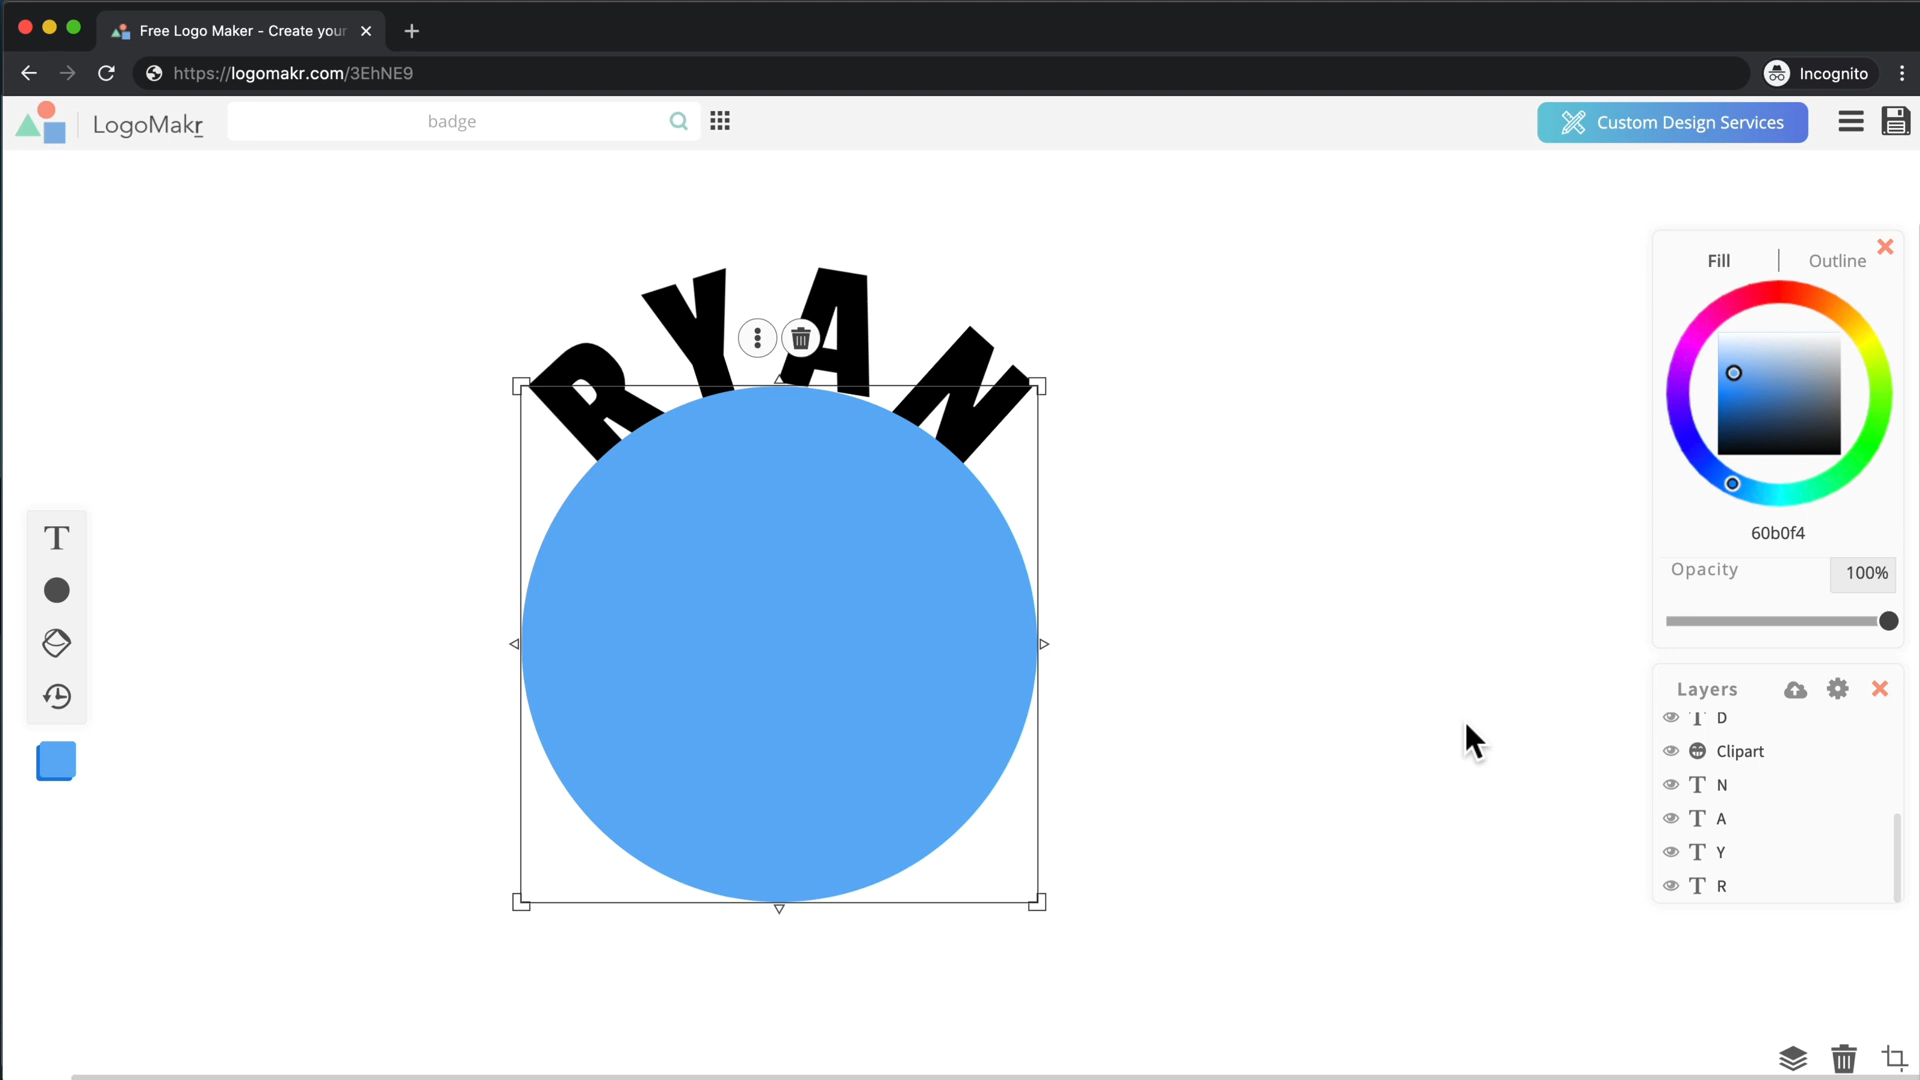 Free Logo Maker - Create your
https://logomakr.com/3EhNE9
Incognito
LogoMakr
badge
Custom Design Services
RYAN
Fill
Outline
60b0f4
Opacity
100%
T
Layers
T D
Clipart
T N
T A
T Y
T R